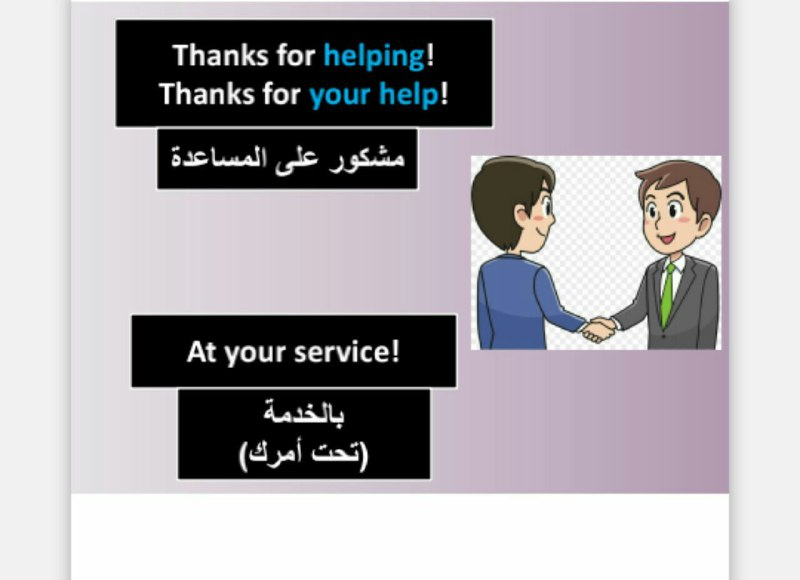 Thanks for helping!
Thanks for your help!
مشكور على المساعدة
At your service!
بالخدمة
(تحت أمرك)